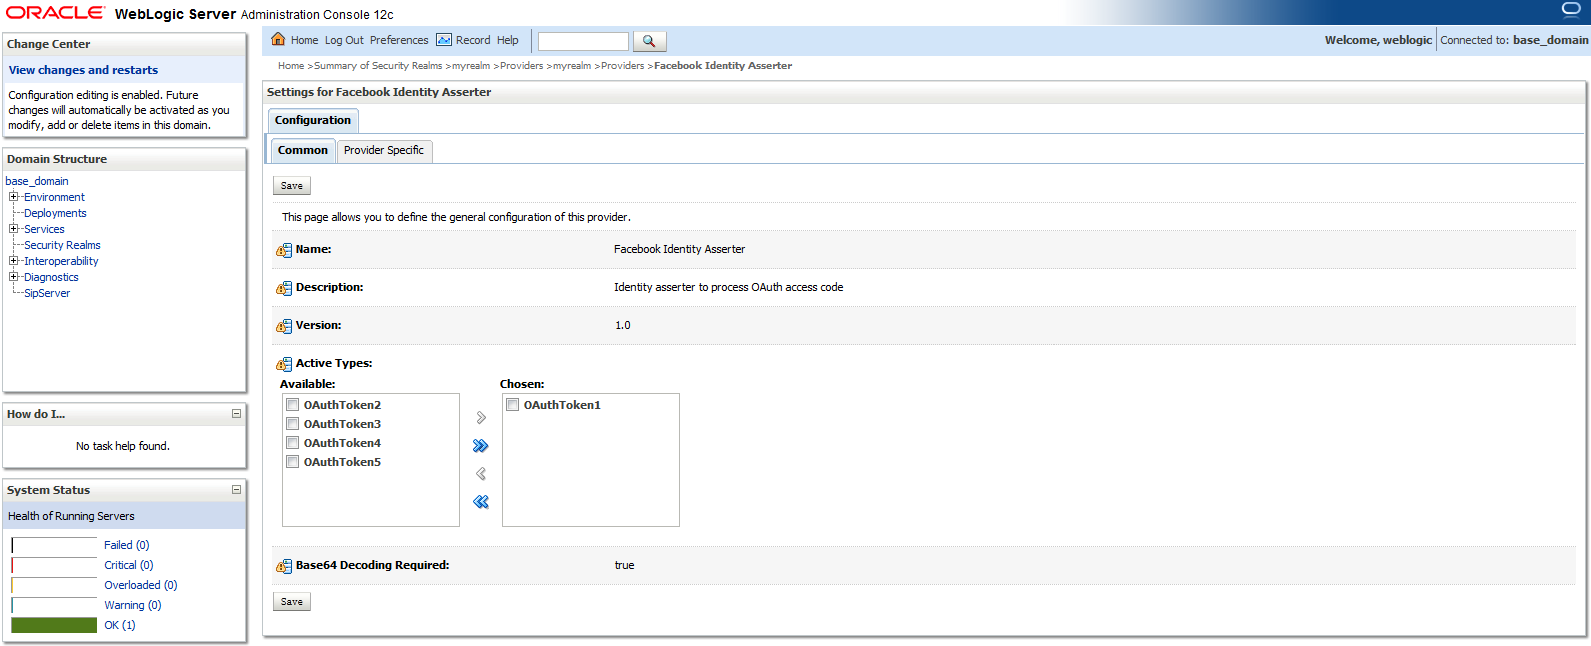 ORACLE WebLogic Server Administration Console 12c
Change Center
View changes and restarts
Configuration editing is enabled. Future
changes will automatically be activated as you
modify, add or delete items in this domain.
Domain Structure
base_domain
Environment
Deployments
Services
Security Realms
Interoperability
Diagnostics
SipServer
How do I...
No task help found.
System Status
Health of Running Servers
Failed (0)
Critical (0)
Overloaded (0)
Warning (0)
OK (1)
Home Log Out Preferences Record Help
Welcome, weblogic Connected to: base_domain
Home >Summary of Security Realms >myrealm >Providers >myrealm >Providers >Facebook Identity Asserter
Settings for Facebook Identity Asserter
Configuration
Common Provider Specific
Save
This page allows you to define the general configuration of this provider.
Name: Facebook Identity Asserter
Description: Identity asserter to process OAuth access code
Version: 1.0
Active Types:
Available: Chosen:
OAuthToken2 OAuthToken1
OAuthToken3
OAuthToken4
OAuthToken5
Base64 Decoding Required: true
Save